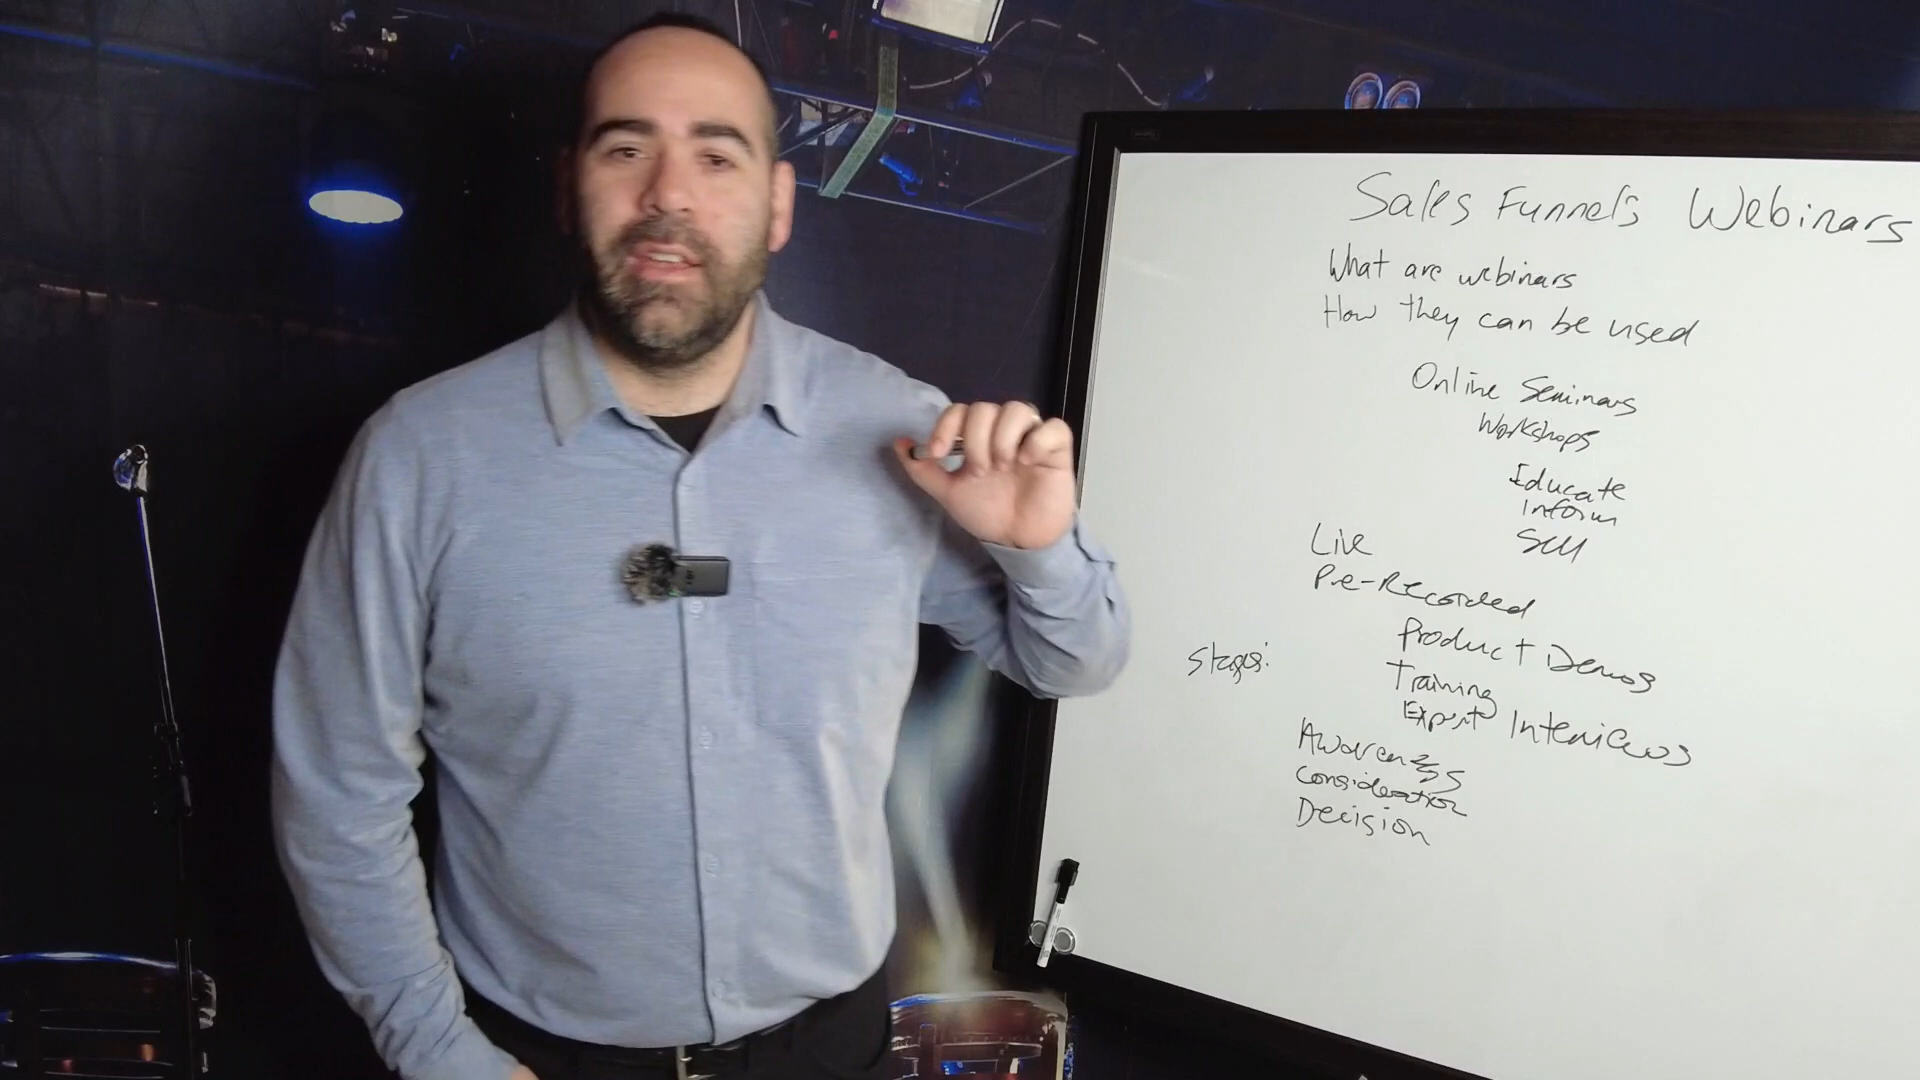 Sales Funnels Webinars
What are webinars
How they can be used
Online Seminars
Workshops
Educate
Inform
Sell
Live
Pre-Recorded
Product Demos
Stages:
Training
Expert Interviews
Awareness
Consideration
Decision